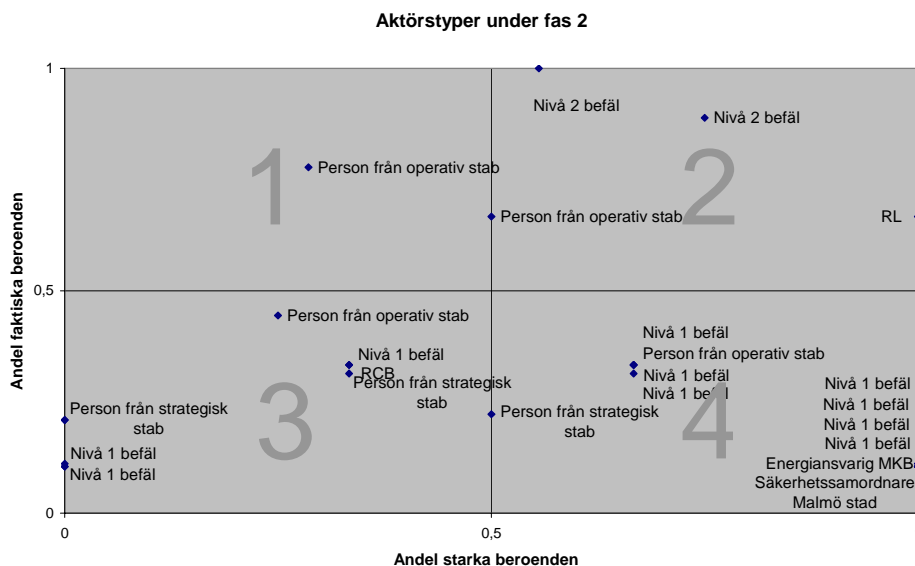 Aktörstyper under fas 2
1
Nivå 2 befäl
Nivå 2 befäl
1
2
Person från operativ stab
Person från operativ stab
RL
Andel faktiska beroenden
0,5
Person från operativ stab
Nivå 1 befäl
Nivå 1 befäl
Person från operativ stab
RCB
Nivå 1 befäl
Person från strategisk
stab
Nivå 1 befäl
3
4
Nivå 1 befäl
Person från strategisk
stab
Person från strategisk
stab
Nivå 1 befäl
Nivå 1 befäl
Nivå 1 befäl
Nivå 1 befäl
Nivå 1 befäl
Energiansvarig MKB
Säkerhetssamordnare
Malmö stad
0
0
0,5
Andel starka beroenden